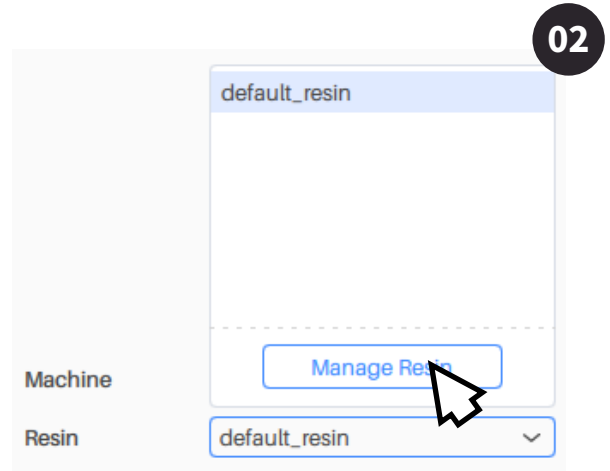 02
default_resin
Manage Resin
Machine
Resin
default_resin